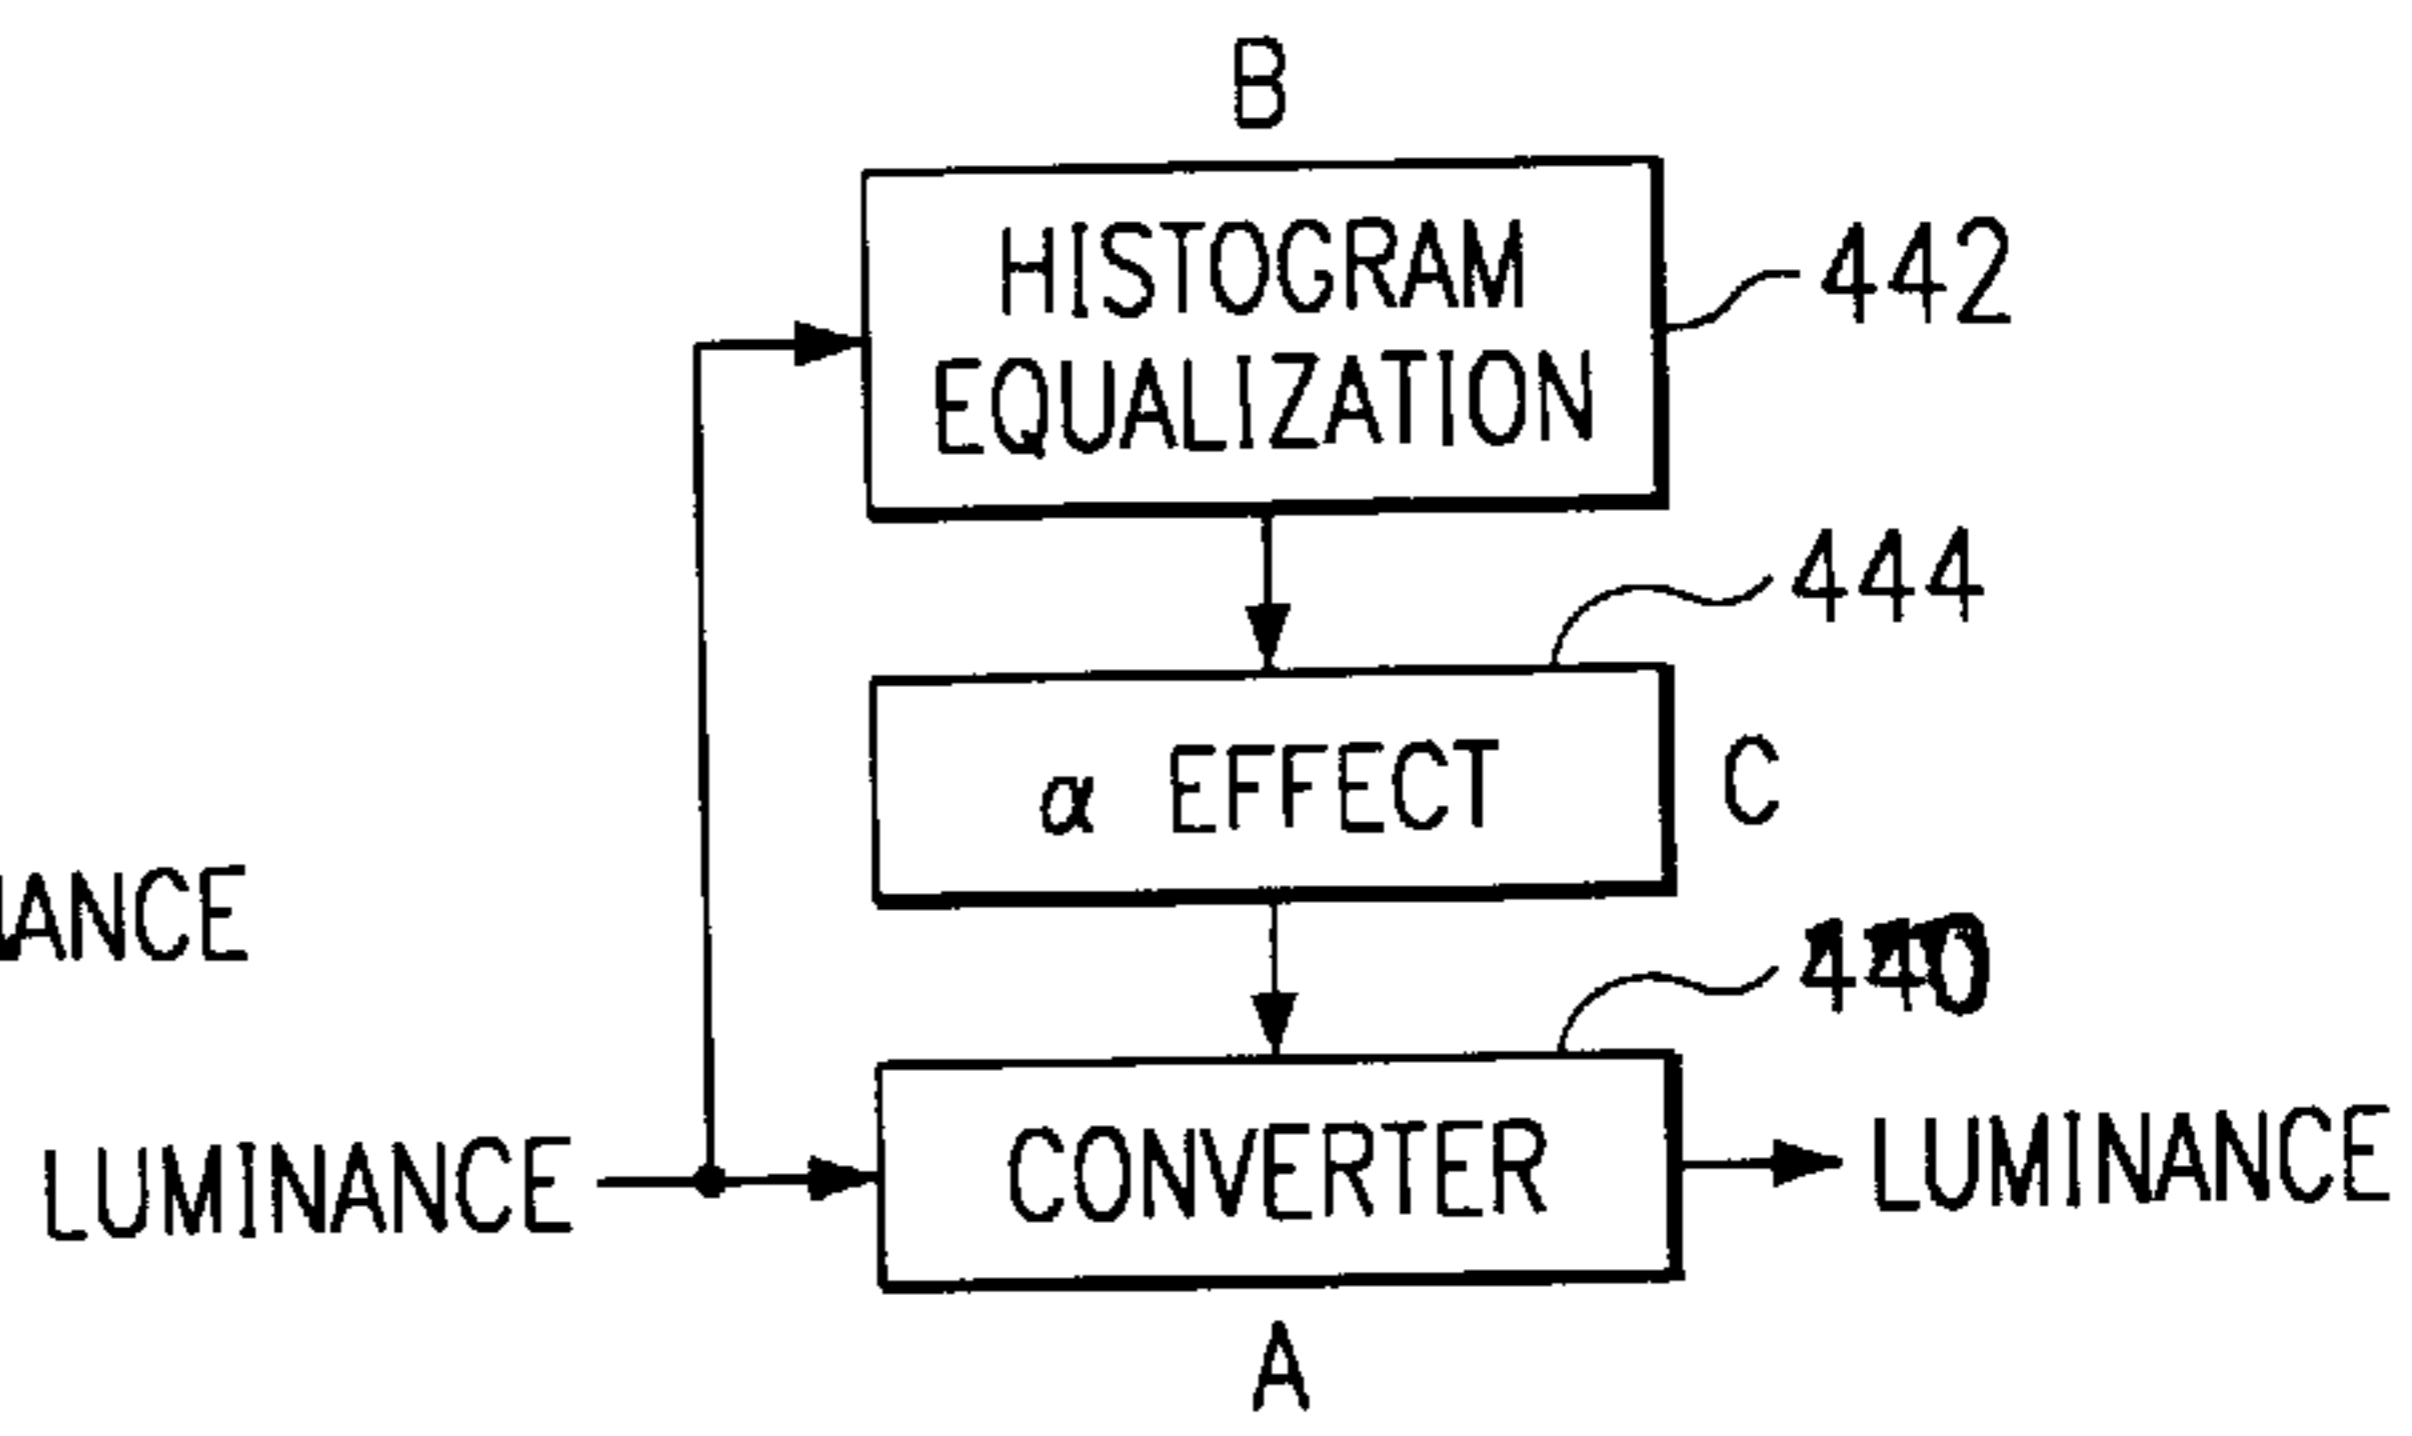 B
HISTOGRAM
EQUALIZATION
442
444
α EFFECT
C
ANCE
440
CONVERTER
LUMINANCE
LUMINANCE
A